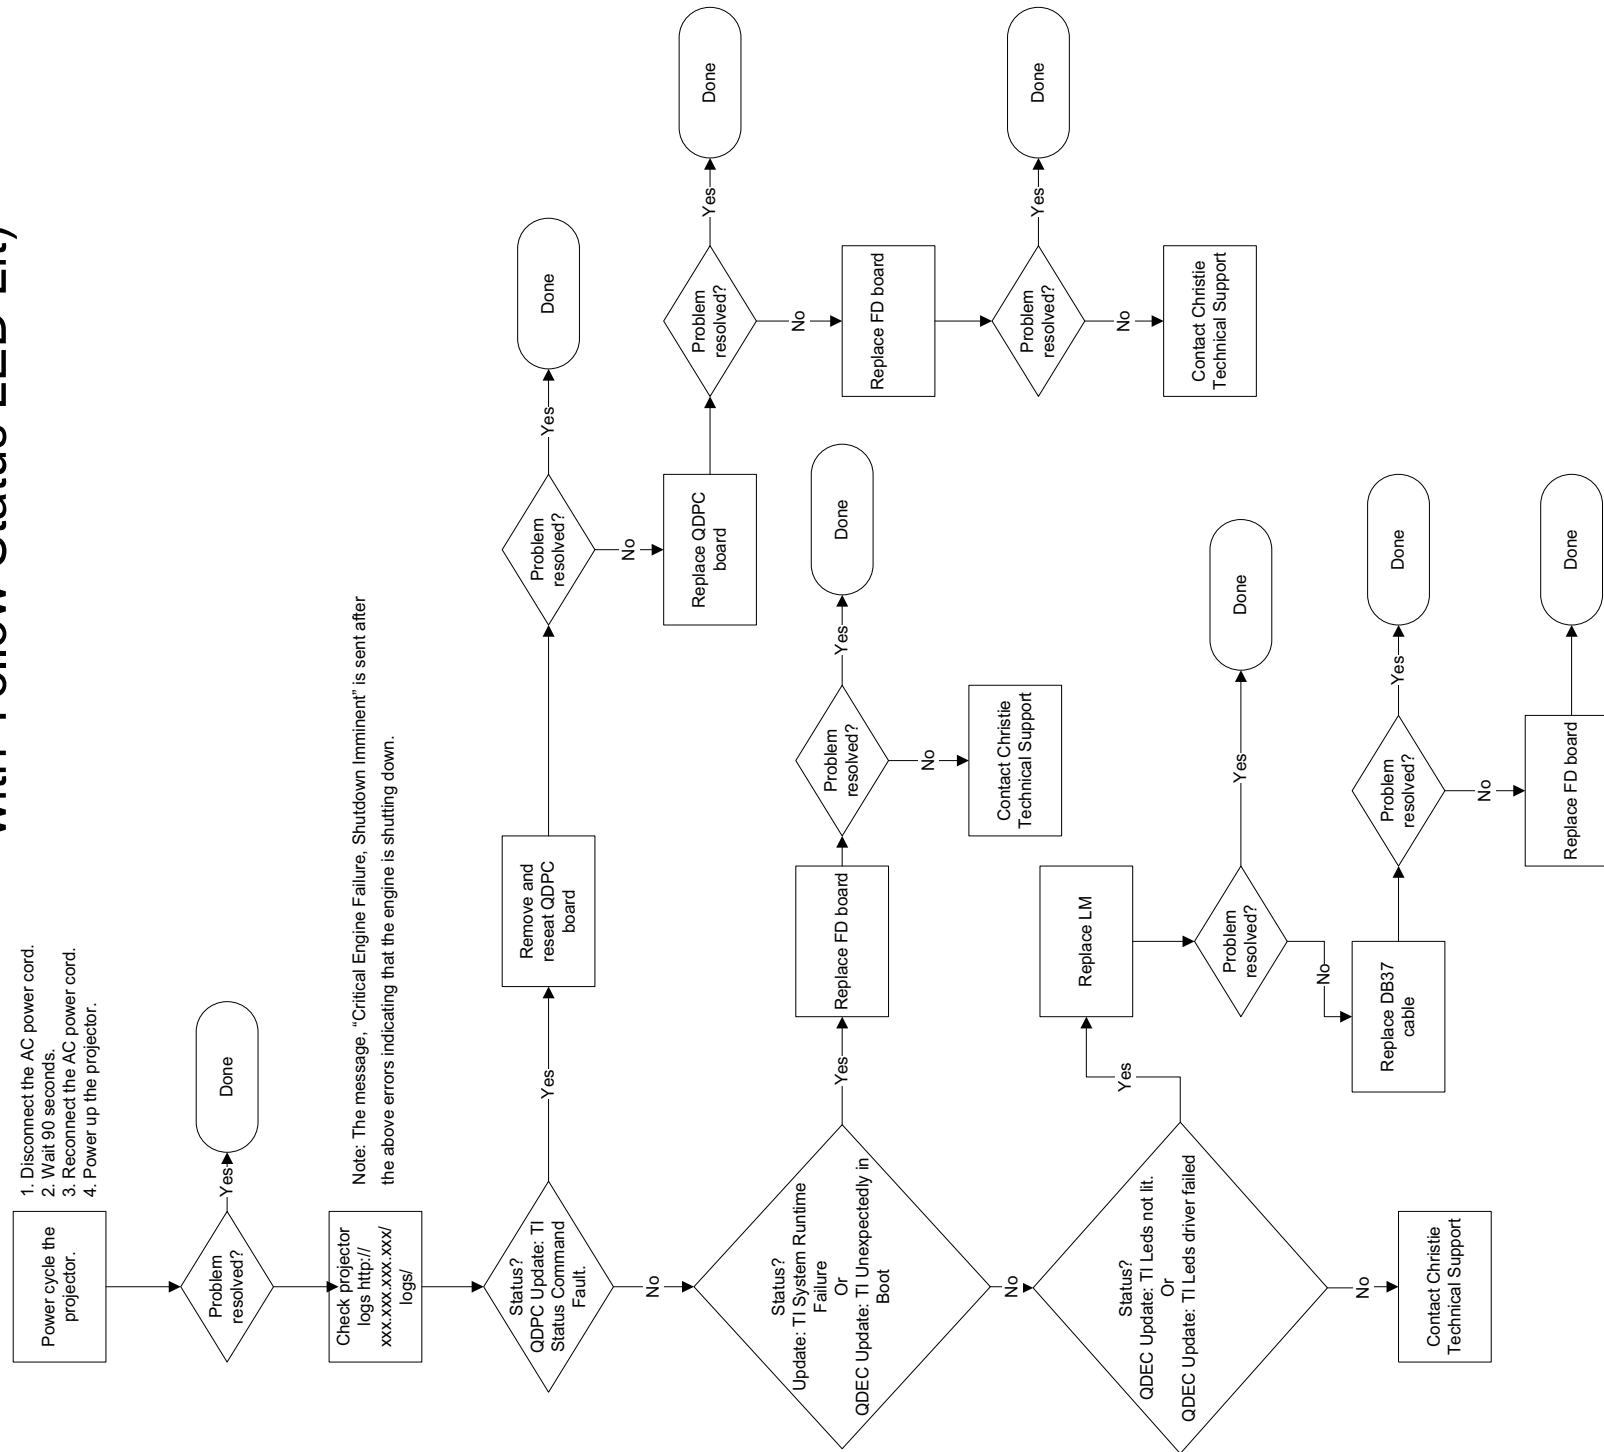 with Yellow Status LED Lit)
Power cycle the
projector.
1. Disconnect the AC power cord.
2. Wait 90 seconds.
3. Reconnect the AC power cord.
4. Power up the projector.
Problem
resolved?
Yes
Done
Check projector
logs http://
xxx.xxx.xxx.xxx/
logs/
Note: The message, “Critical Engine Failure, Shutdown Imminent” is sent after
the above errors indicating that the engine is shutting down.
Status?
QDPC Update: TI
Status Command
Fault.
Yes
Remove and
reseat QDPC
board
Problem
resolved?
Yes
Done
No
Replace QDPC
board
Problem
resolved?
Yes
Done
No
Replace FD board
Problem
resolved?
Yes
Done
No
Contact Christie
Technical Support
No
Status?
Update: TI System Runtime
Failure
Or
QDEC Update: TI Unexpectedly in
Boot
Yes
Replace FD board
Problem
resolved?
Yes
Done
No
Contact Christie
Technical Support
No
Status?
QDEC Update: TI Leds not lit.
Or
QDEC Update: TI Leds driver failed
Yes
Replace LM
Problem
resolved?
Yes
Done
No
Replace DB37
cable
Problem
resolved?
Yes
Done
No
Replace FD board
Done
No
Contact Christie
Technical Support